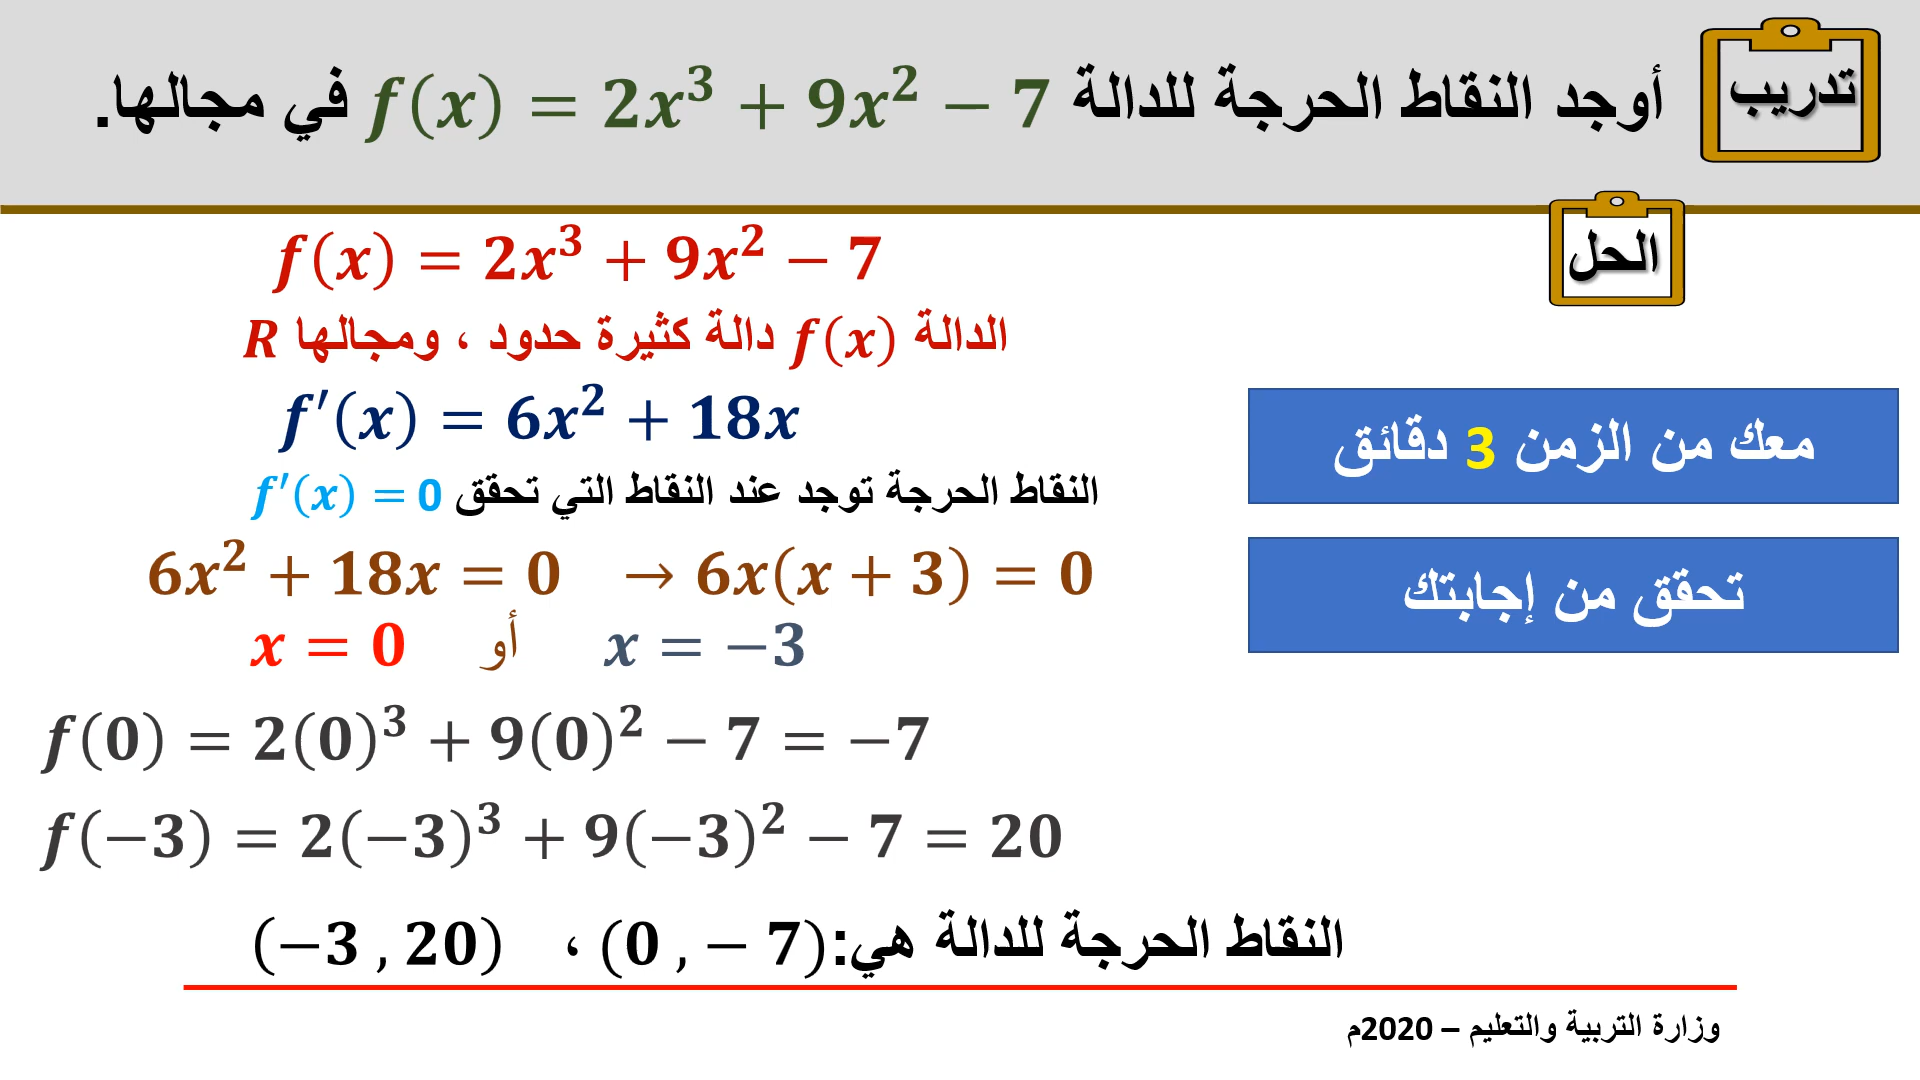 تدريب
أوجد النقاط الحرجة للدالة f(x) = 2x³ + 9x² − 7 في مجالها.
الحل
f(x) = 2x³ + 9x² − 7
الدالة f(x) دالة كثيرة حدود ، ومجالها R
f′(x) = 6x² + 18x
النقاط الحرجة توجد عند النقاط التي تحقق f′(x) = 0
6x² + 18x = 0 → 6x(x + 3) = 0
x = 0 أو x = −3
f(0) = 2(0)³ + 9(0)² − 7 = −7
f(−3) = 2(−3)³ + 9(−3)² − 7 = 20
النقاط الحرجة للدالة هي: (0 , − 7) ، (−3 , 20)
معك من الزمن 3 دقائق
تحقق من إجابتك
وزارة التربية والتعليم – 2020م